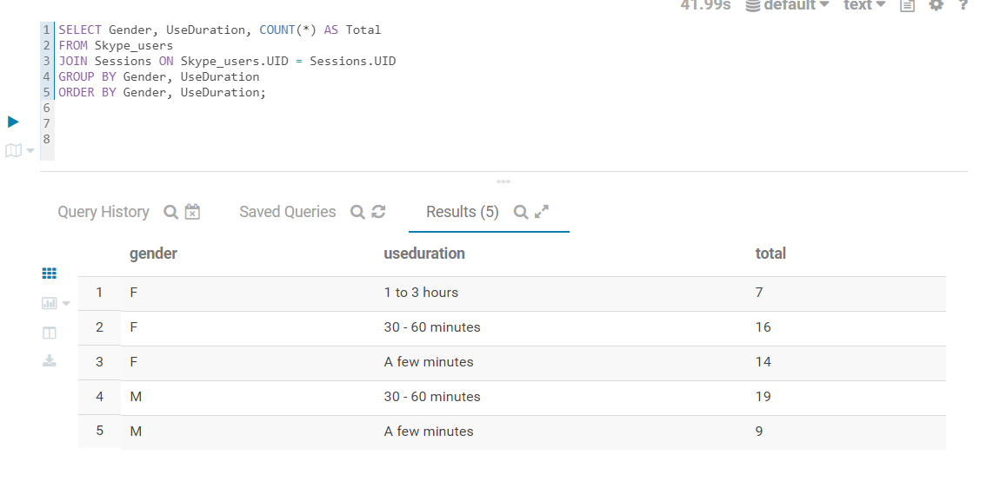 41.99s default text ?
1 SELECT Gender, UseDuration, COUNT(*) AS Total
2 FROM Skype_users
3 JOIN Sessions ON Skype_users.UID = Sessions.UID
4 GROUP BY Gender, UseDuration
5 ORDER BY Gender, UseDuration;
6
7
8
Query History Saved Queries Results (5)
gender useduration total
1 F 1 to 3 hours 7
2 F 30 - 60 minutes 16
3 F A few minutes 14
4 M 30 - 60 minutes 19
5 M A few minutes 9